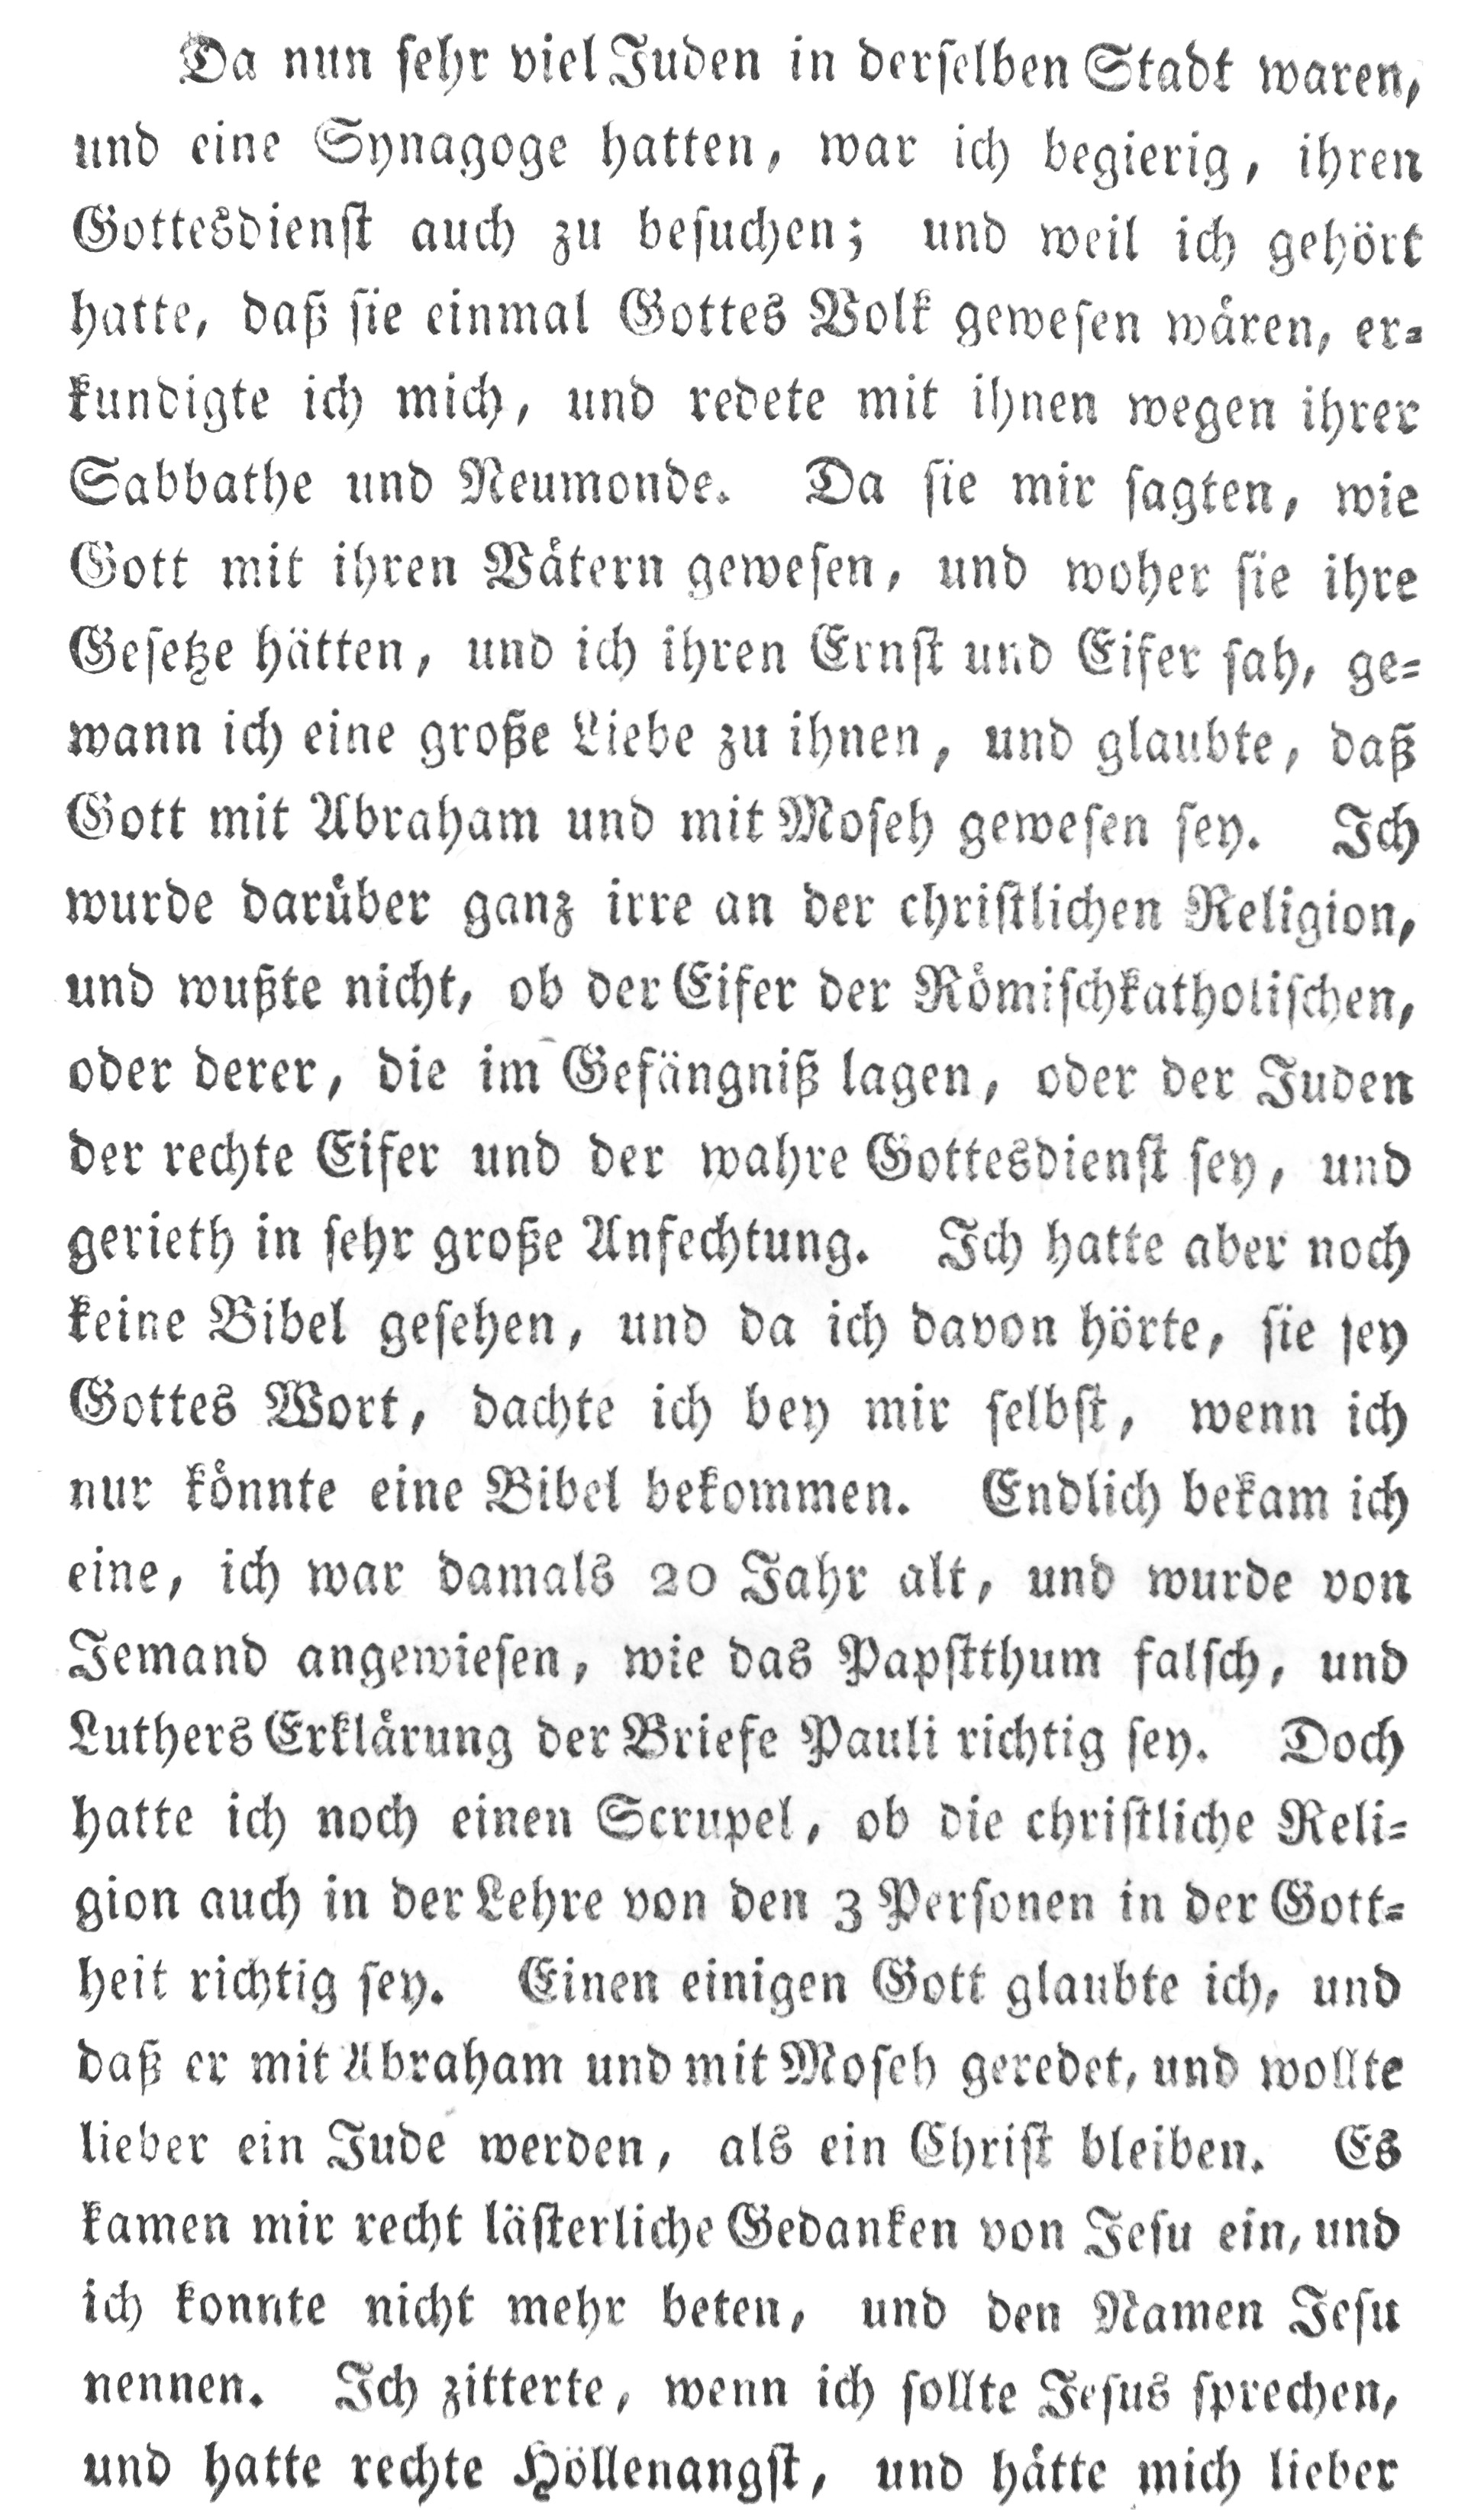 Da nun sehr viel Juden in derselben Stadt waren,
und eine Synagoge hatten, war ich begierig, ihren
Gottesdienst auch zu besuchen; und weil ich gehört
hatte, daß sie einmal Gottes Volk gewesen wåren, er-
kundigte ich mich, und redete mit ihnen wegen ihrer
Sabbathe und Neumonde. Da sie mir sagten, wie
Gott mit ihren Våtern gewesen, und woher sie ihre
Gesetze hätten, und ich ihren Ernst und Eifer sah, ge-
wann ich eine große Liebe zu ihnen, und glaubte, daß
Gott mit Abraham und mit Moseh gewesen sey. Ich
wurde darůber ganz irre an der christlichen Religion,
und wußte nicht, ob der Eifer der Römischkatholischen,
oder derer, die im Gefängniß lagen, oder der Juden
der rechte Eifer und der wahre Gottesdienst sey, und
gerieth in sehr große Anfechtung. Ich hatte aber noch
keine Bibel gesehen, und da ich davon hörte, sie sey
Gottes Wort, dachte ich bey mir selbst, wenn ich
nur könnte eine Bibel bekommen. Endlich bekam ich
eine, ich war damals 20 Jahr alt, und wurde von
Jemand angewiesen, wie das Papstthum falsch, und
Luthers Erklårung der Briefe Pauli richtig sey. Doch
hatte ich noch einen Scrupel, ob die christliche Reli-
gion auch in der Lehre von den 3 Personen in der Gott-
heit richtig sey. Einen einigen Gott glaubte ich, und
daß er mit Abraham und mit Moseh geredet, und wollte
lieber ein Jude werden, als ein Christ bleiben. Es
kamen mir recht lästerliche Gedanken von Jesu ein, und
ich konnte nicht mehr beten, und den Namen Jesu
nennen. Ich zitterte, wenn ich sollte Jesus sprechen,
und hatte rechte Höllenangst, und håtte mich lieber